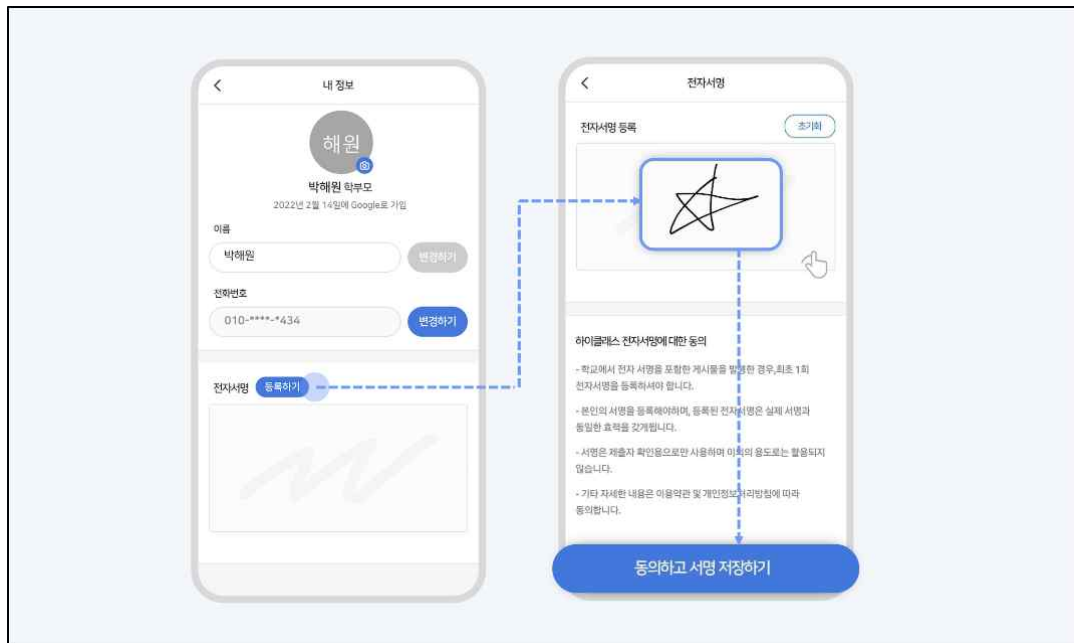 내 정보
해원
박해원 학부모
2022년 2월 14일에 Google로 가입
이름
박해원
변경하기
전화번호
010-****-*434
변경하기
전자서명
등록하기
전자서명
전자서명 등록
초기화
하이클래스 전자서명에 대한 동의
- 학교에서 전자 서명을 포함한 게시물을 발행한 경우,최초 1회
전자서명을 등록하셔야 합니다.
- 본인의 서명을 등록해야하며, 등록된 전자서명은 실제 서명과
동일한 효력을 갖게됩니다.
- 서명은 제출자 확인용으로만 사용하며 이외의 용도로는 활용되지
않습니다.
- 기타 자세한 내용은 이용약관 및 개인정보처리방침에 따라
동의합니다.
동의하고 서명 저장하기